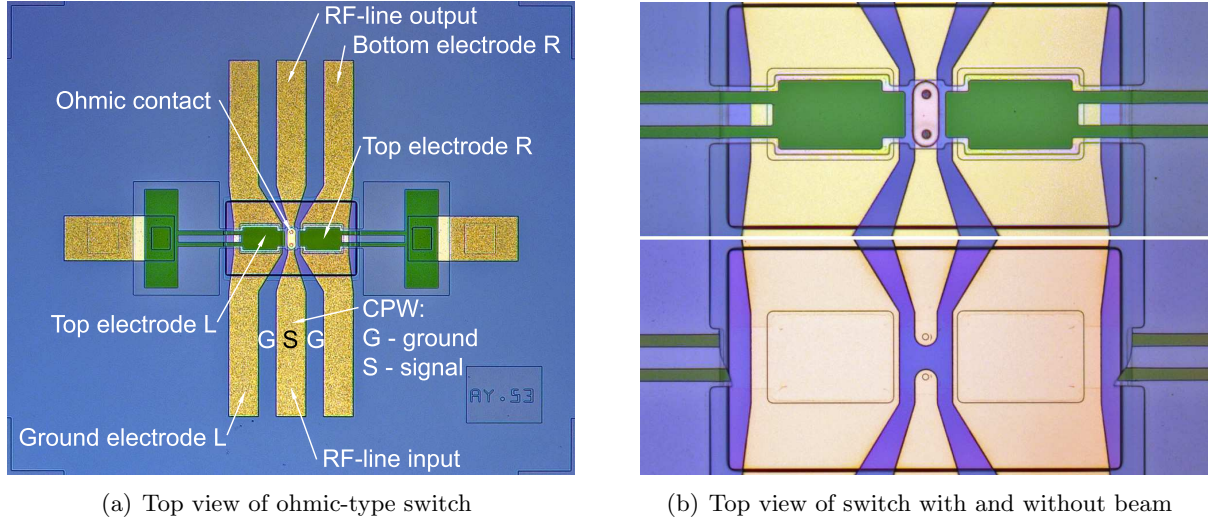 RF-line output
Bottom electrode R
Ohmic contact
Top electrode R
Top electrode L
CPW:
G S G
G - ground
S - signal
AY.53
Ground electrode L
RF-line input
(a) Top view of ohmic-type switch
(b) Top view of switch with and without beam